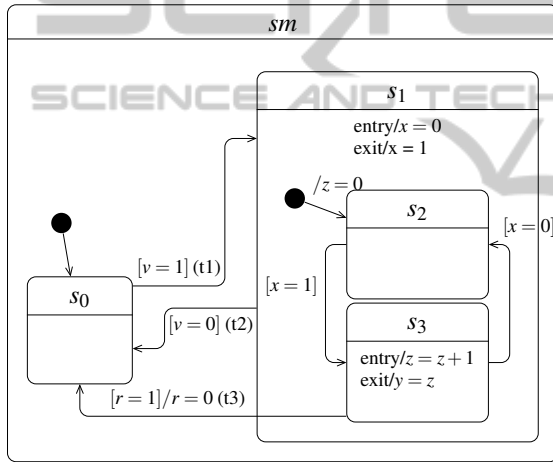 sm
SCIENCE AND TECH
s1
entry/x = 0
exit/x = 1
/z = 0
s2
[x = 0]
[v = 1] (t1)
[x = 1]
s0
[v = 0] (t2)
s3
entry/z = z + 1
exit/y = z
[r = 1]/r = 0 (t3)